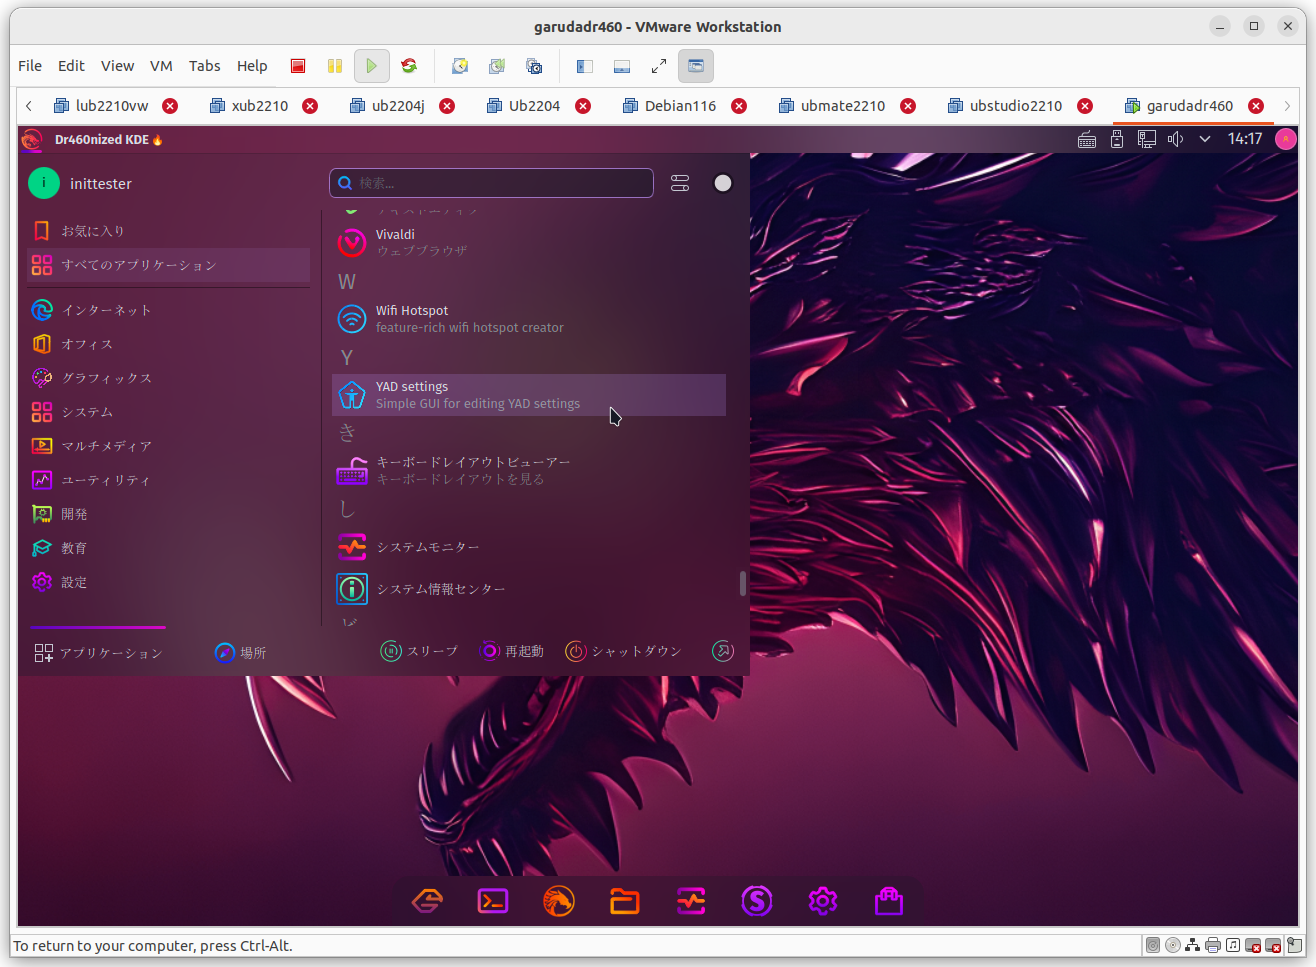 garudadr460 - VMware Workstation
File Edit View VM Tabs Help
lub2210vw xub2210 ub2204j Ub2204 Debian116 ubmate2210 ubstudio2210 garudadr460
Dr460nized KDE🔥 14:17
i inittester
検索...
お気に入り
すべてのアプリケーション
インターネット
オフィス
グラフィックス
システム
マルチメディア
ユーティリティ
開発
教育
設定
Vivaldi
ウェブブラウザ
W
Wifi Hotspot
feature-rich wifi hotspot creator
Y
YAD settings
Simple GUI for editing YAD settings
き
キーボードレイアウトビューアー
キーボードレイアウトを見る
し
システムモニター
システム情報センター
アプリケーション 場所 スリープ 再起動 シャットダウン
To return to your computer, press Ctrl-Alt.